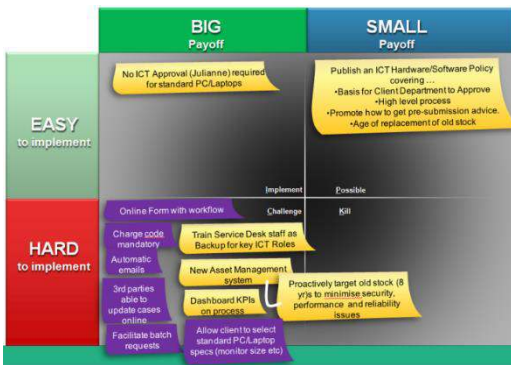 BIG
Payoff
SMALL
Payoff
EASY
to implement
No ICT Approval (Julianne) required
for standard PC/Laptops
Publish an ICT Hardware/Software Policy
covering …
•Basis for Client Department to Approve
•High level process
•Promote how to get pre-submission advice.
•Age of replacement of old stock
Implement
Possible
HARD
to implement
Challenge
Kill
Online Form with workflow
Charge code
mandatory
Train Service Desk staff as
Backup for key ICT Roles
Automatic
emails
New Asset Management
system
3rd parties
able to
update cases
online
Dashboard KPIs
on process
Proactively target old stock (8
yr)s to minimise security,
performance and reliability
issues
Facilitate batch
requests
Allow client to select
standard PC/Laptop
specs (monitor size etc)